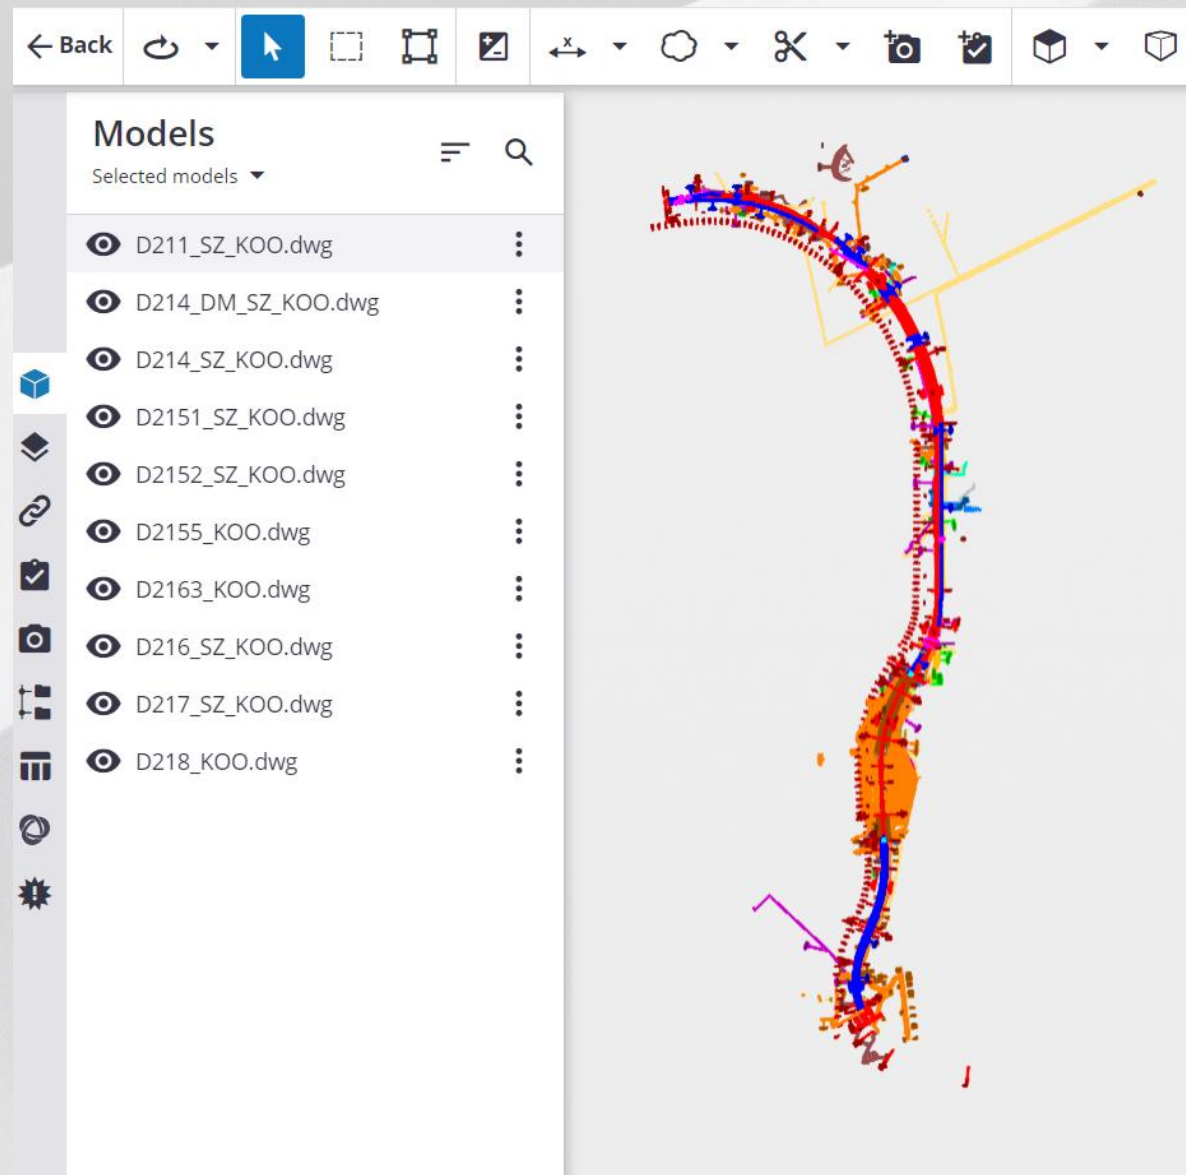 Back
Models
Selected models
D211_SZ_KOO.dwg
D214_DM_SZ_KOO.dwg
D214_SZ_KOO.dwg
D2151_SZ_KOO.dwg
D2152_SZ_KOO.dwg
D2155_KOO.dwg
D2163_KOO.dwg
D216_SZ_KOO.dwg
D217_SZ_KOO.dwg
D218_KOO.dwg